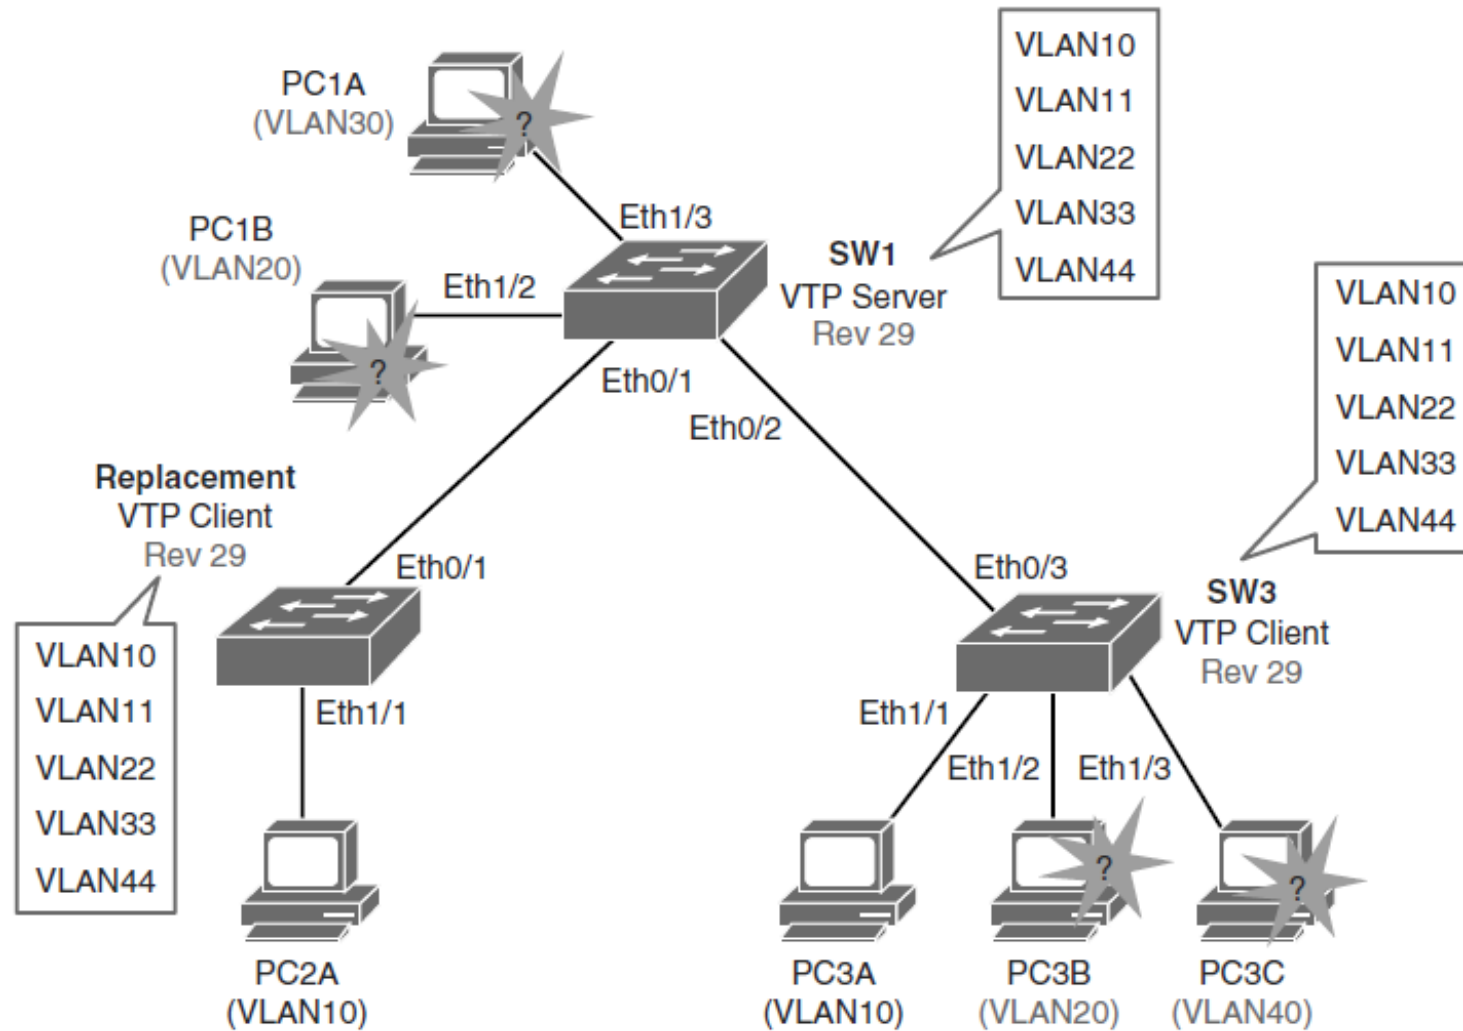 PC1A
(VLAN30)
?
Eth1/3
PC1B
(VLAN20)
?
Eth1/2
SW1
VTP Server
Rev 29
VLAN10
VLAN11
VLAN22
VLAN33
VLAN44
Eth0/1
Eth0/2
Replacement
VTP Client
Rev 29
Eth0/1
VLAN10
VLAN11
VLAN22
VLAN33
VLAN44
Eth1/1
PC2A
(VLAN10)
VLAN10
VLAN11
VLAN22
VLAN33
VLAN44
Eth0/3
SW3
VTP Client
Rev 29
Eth1/1
Eth1/2
Eth1/3
?
?
PC3A
(VLAN10)
PC3B
(VLAN20)
PC3C
(VLAN40)